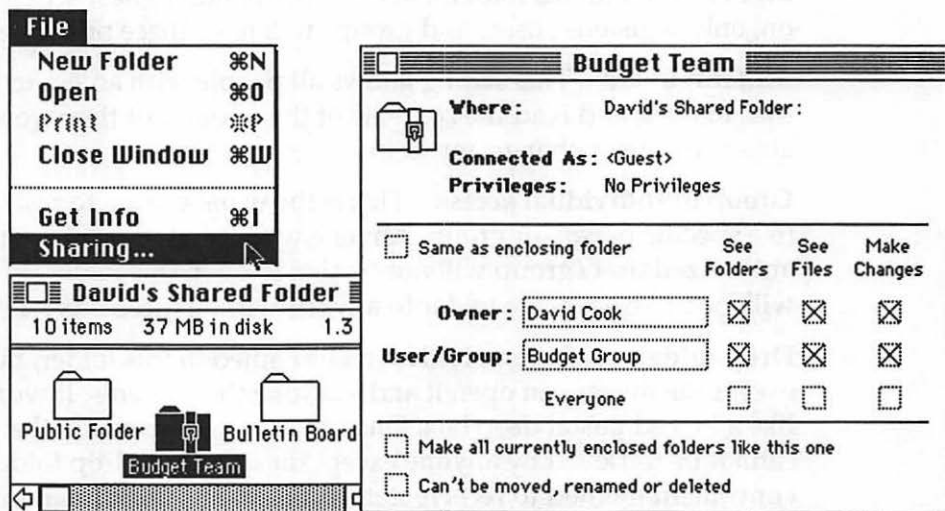 File
New Folder ⌘N
Open ⌘O
Print ⌘P
Close Window ⌘W
Get Info ⌘I
Sharing...
David's Shared Folder
10 items 37 MB in disk 1.3
Public Folder
Bulletin Board
Budget Team
Budget Team
Where: David's Shared Folder:
Connected As: <Guest>
Privileges: No Privileges
Same as enclosing folder
See Folders
See Files
Make Changes
Owner: David Cook
User/Group: Budget Group
Everyone
Make all currently enclosed folders like this one
Can't be moved, renamed or deleted